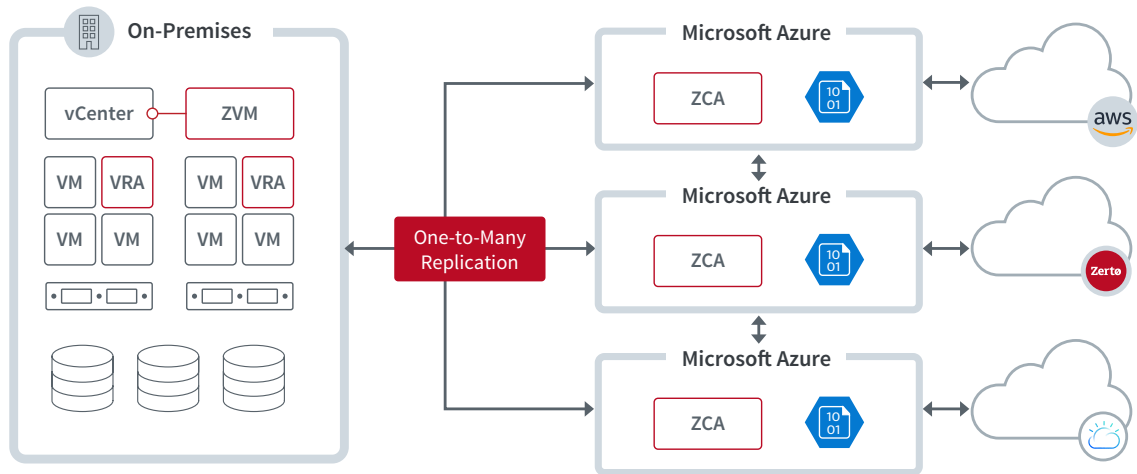 On-Premises
vCenter
ZVM
VM
VRA
VM
VRA
VM
VM
VM
VM
One-to-Many
Replication
Microsoft Azure
ZCA
10
01
aws
Microsoft Azure
ZCA
10
01
Zertø
Microsoft Azure
ZCA
10
01